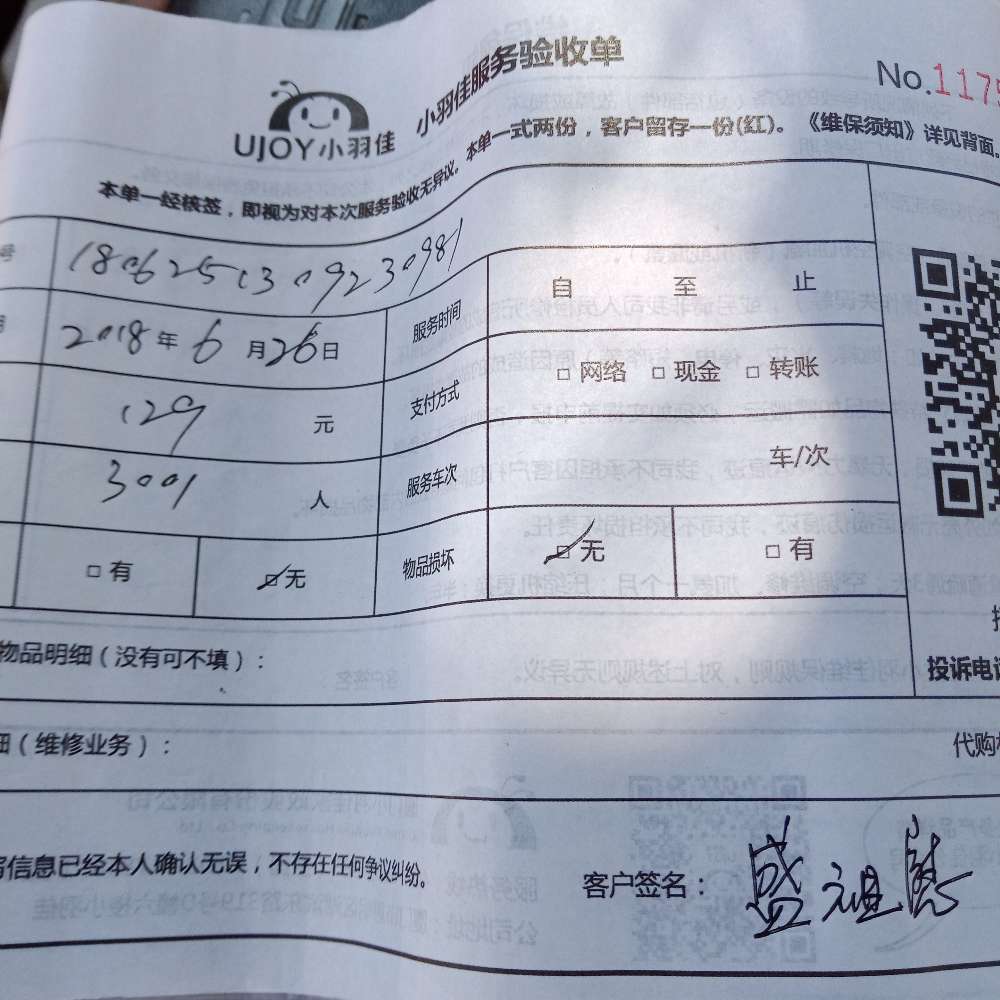 小羽佳服务验收单
UJOY小羽佳
No.1179
本单一经核签，即视为对本次服务验收无异议。本单一式两份，客户留存一份(红)。《维保须知》详见背面。
号 1806251309230981
2018年6月26日 服务时间 自 至 止
129 元 支付方式 □ 网络 □ 现金 □ 转账
3001 人 服务车次 车/次
□ 有 □ 无 物品损坏 □ 无 □ 有
物品明细（没有可不填）：
投诉电话
细（维修业务）： 代购
写信息已经本人确认无误，不存在任何争议纠纷。 客户签名：盛祖慰